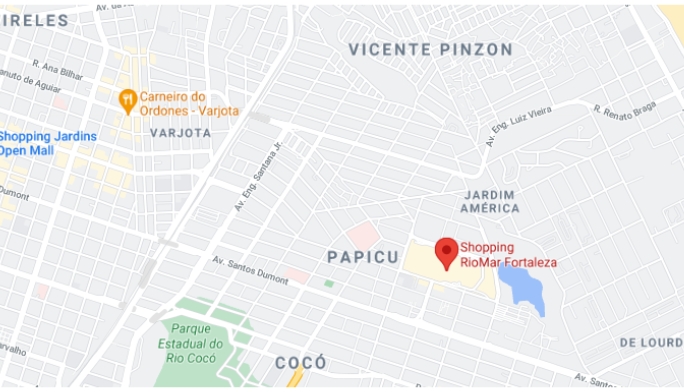 Av. da
IRELES
VICENTE PINZON
R. Ana Bilhar
anuto de Aguiar
Carneiro do
Ordones - Varjota
VARJOTA
Shopping Jardins
Open Mall
Av. Eng. Luiz Vieira
R. Renato Braga
Av. Eng. Santana Jr.
Dumont
JARDIM
AMÉRICA
Shopping
RioMar Fortaleza
PAPICU
Av. Santos Dumont
Parque
Estadual do
Rio Cocó
arvalho
COCÓ
DE LOURD
Av. Santos